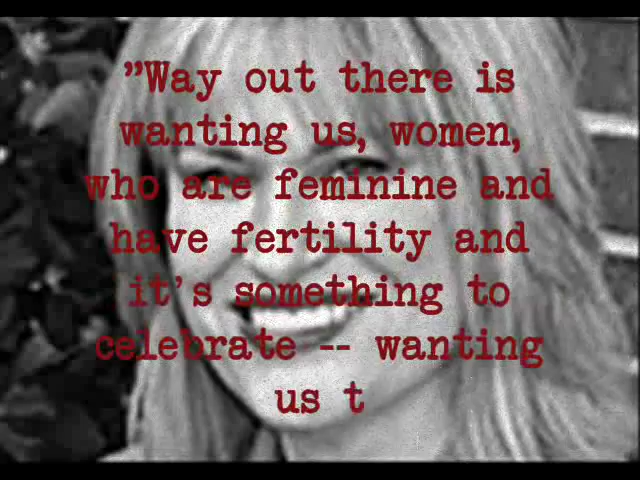 "Way out there is
wanting us, women,
who are feminine and
have fertility and
it's something to
celebrate -- wanting
us t